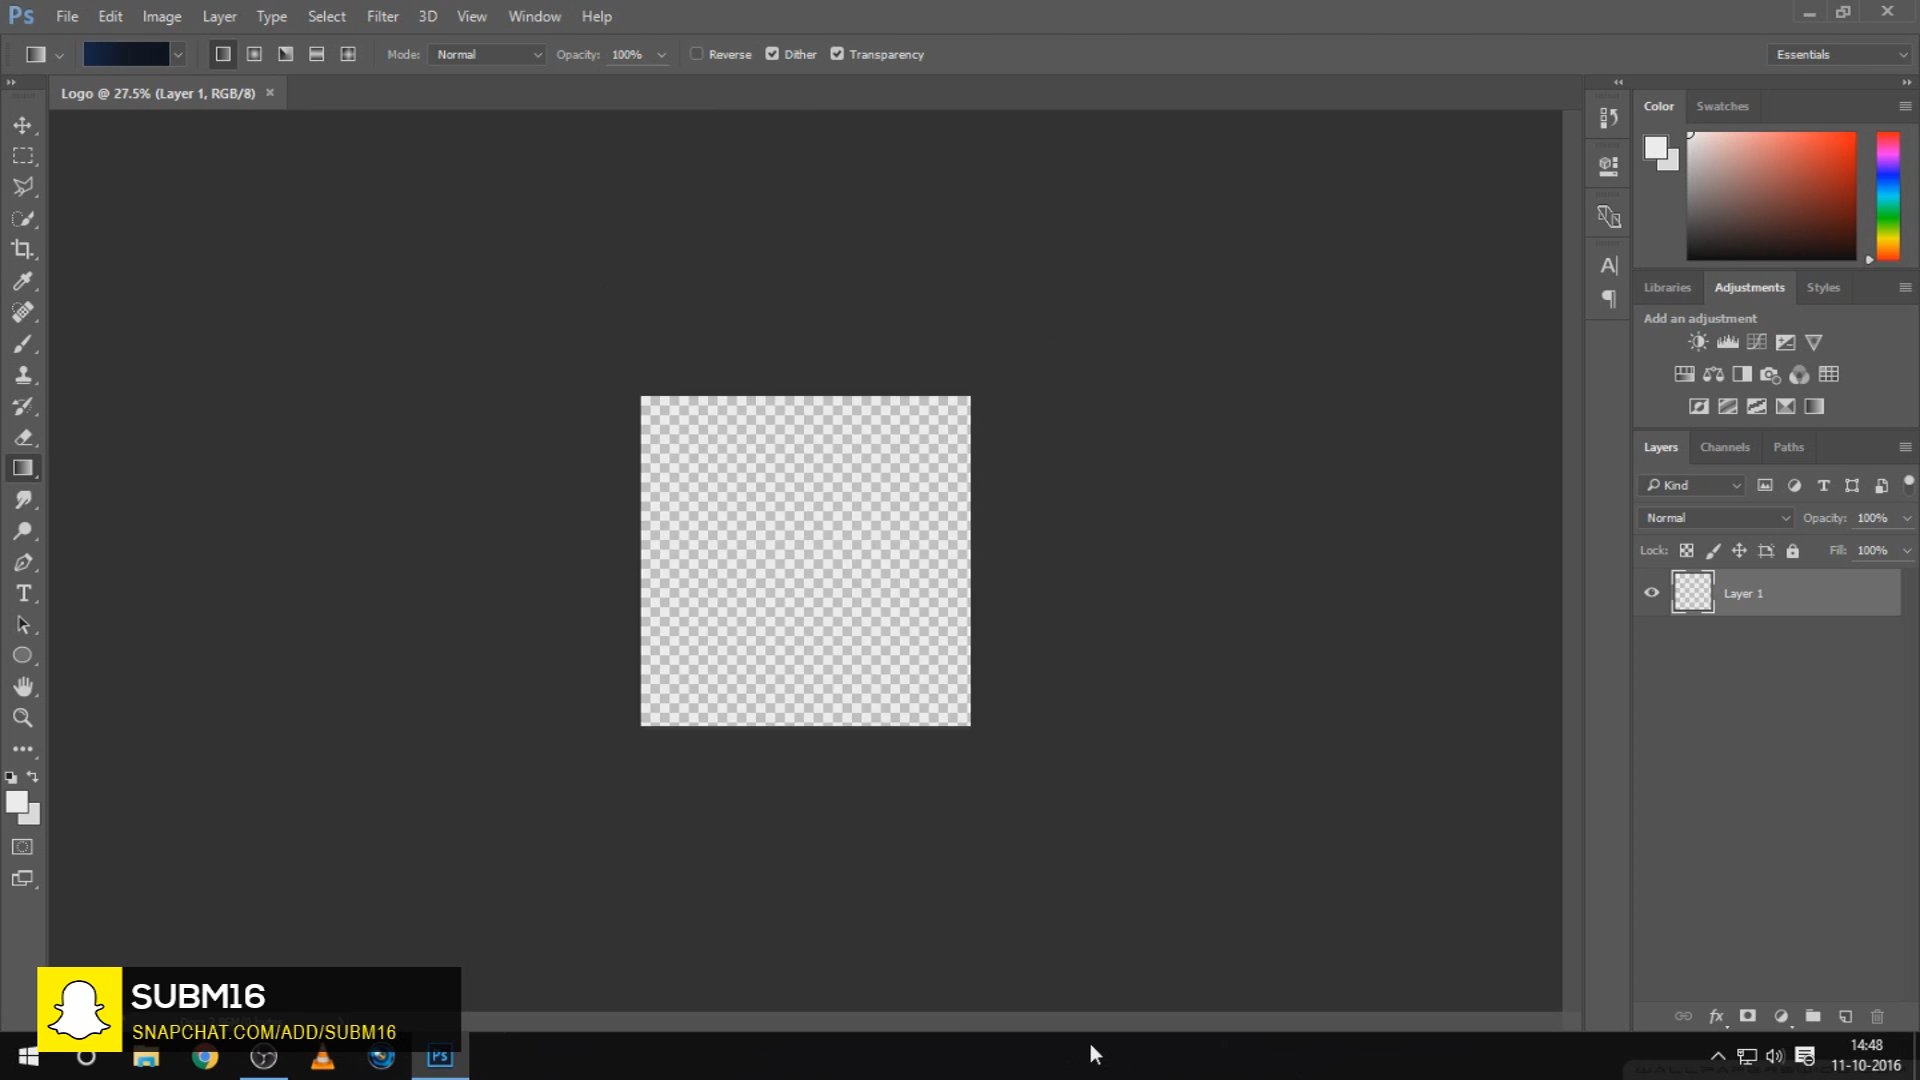 Ps File Edit Image Layer Type Select Filter 3D View Window Help
Mode: Normal Opacity: 100% Reverse Dither Transparency Essentials
Logo @ 27.5% (Layer 1, RGB/8) ×
Color Swatches
Libraries Adjustments Styles
Add an adjustment
Layers Channels Paths
Kind
Normal Opacity: 100%
Lock: Fill: 100%
Layer 1
SUBM16
SNAPCHAT.COM/ADD/SUBM16
Ps
14:48
11-10-2016